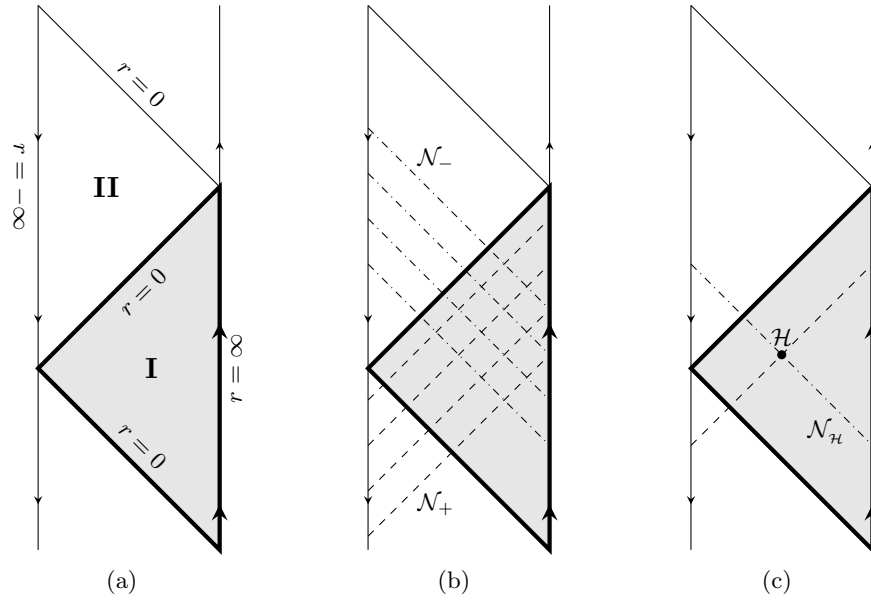 r = 0
r = −∞
II
r = 0
I
r = ∞
r = 0
(a)
𝒩₋
𝒩₊
(b)
ℋ
𝒩_ℋ
(c)